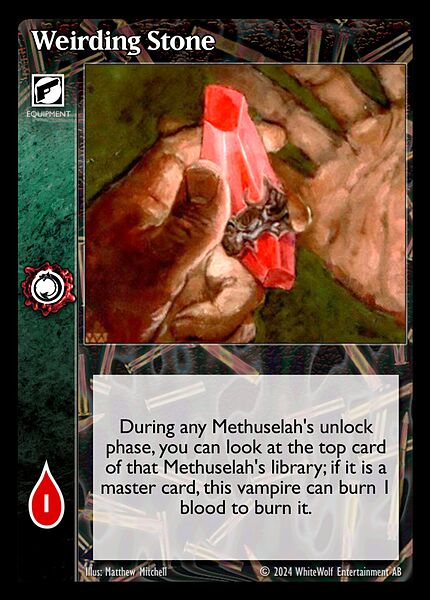 Weirding Stone
EQUIPMENT
During any Methuselah's unlock
phase, you can look at the top card
of that Methuselah's library; if it is a
master card, this vampire can burn 1
blood to burn it.
1
Illus: Matthew Mitchell
© 2024 WhiteWolf Entertainment AB